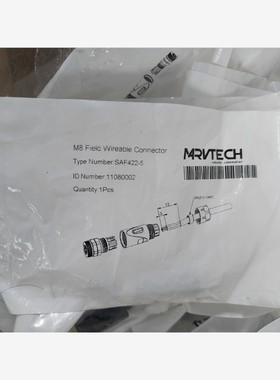 M8 Field Wireable Connector
MRVTECH
Type Number:SAF422-5
ID Number:11080002
Quantity:1Pcs